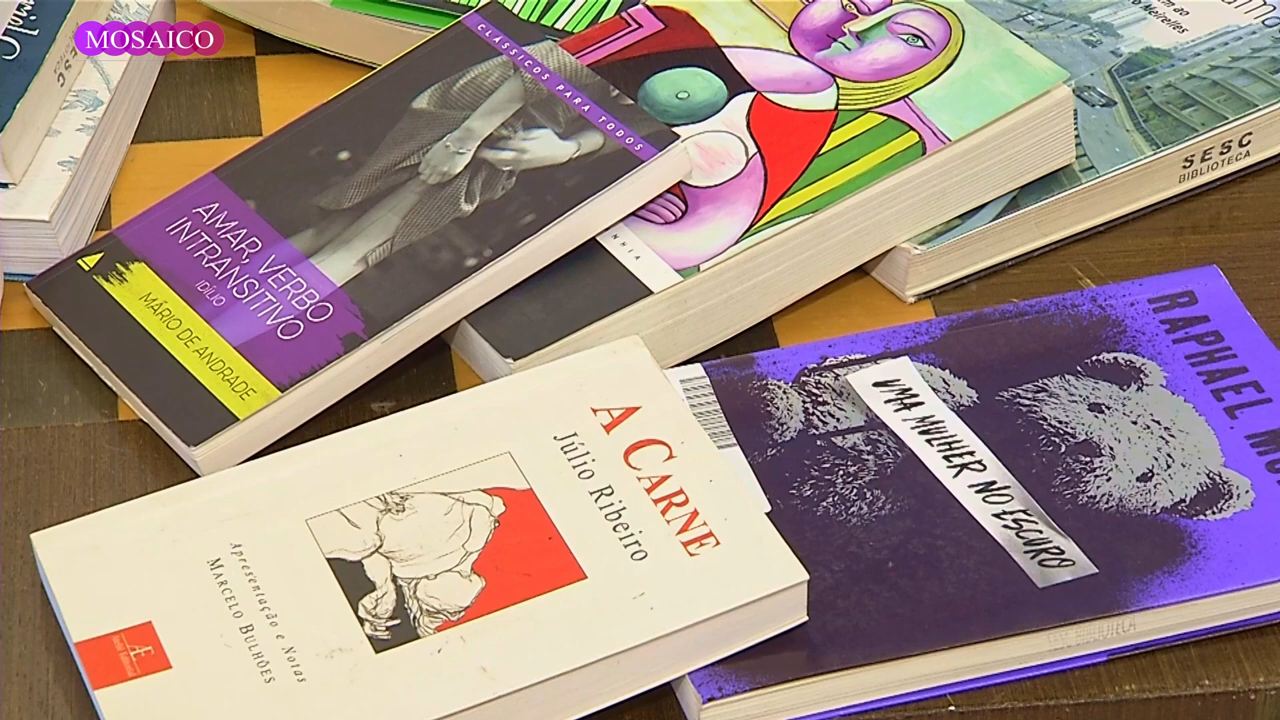 MOSAICO
SESC
CLÁSSICOS PARA TODOS
AMAR, VERBO
INTRANSITIVO
IDÍLIO
MÁRIO DE ANDRADE
SESC
BIBLIOTECA
A CARNE
Júlio Ribeiro
Apresentação e Notas
MARCELO BULHÕES
RAPHAEL
UMA MULHER NO ESCURO